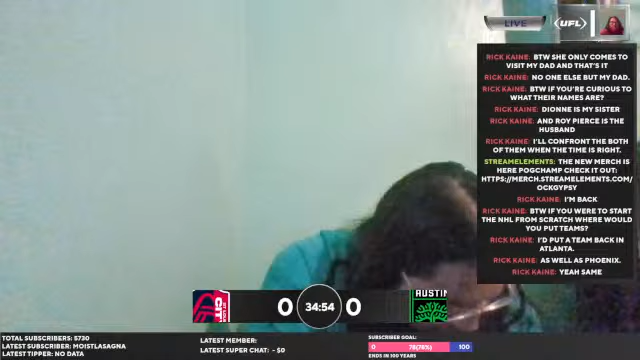 LIVE
UFL
RICK KAINE: BTW SHE ONLY COMES TO
VISIT MY DAD AND THAT'S IT
RICK KAINE: NO ONE ELSE BUT MY DAD.
RICK KAINE: BTW IF YOU'RE CURIOUS TO
WHAT THEIR NAMES ARE?
RICK KAINE: DIONNE IS MY SISTER
RICK KAINE: AND ROY PIERCE IS THE
HUSBAND
RICK KAINE: I'LL CONFRONT THE BOTH
OF THEM WHEN THE TIME IS RIGHT.
STREAMELEMENTS: THE NEW MERCH IS
HERE POGCHAMP CHECK IT OUT:
HTTPS://MERCH.STREAMELEMENTS.COM/
OCKGYPSY
RICK KAINE: I'M BACK
RICK KAINE: BTW IF YOU WERE TO START
THE NHL FROM SCRATCH WHERE WOULD
YOU PUT TEAMS?
RICK KAINE: I'D PUT A TEAM BACK IN
ATLANTA.
RICK KAINE: AS WELL AS PHOENIX.
RICK KAINE: YEAH SAME
CITY
0 34:54 0
AUSTIN
TOTAL SUBSCRIBERS: 5730
LATEST SUBSCRIBER: MOISTLASAGNA
LATEST TIPPER: NO DATA
LATEST MEMBER:
LATEST SUPER CHAT: - $0
SUBSCRIBER GOAL:
0 78(78%) 100
ENDS IN 100 YEARS